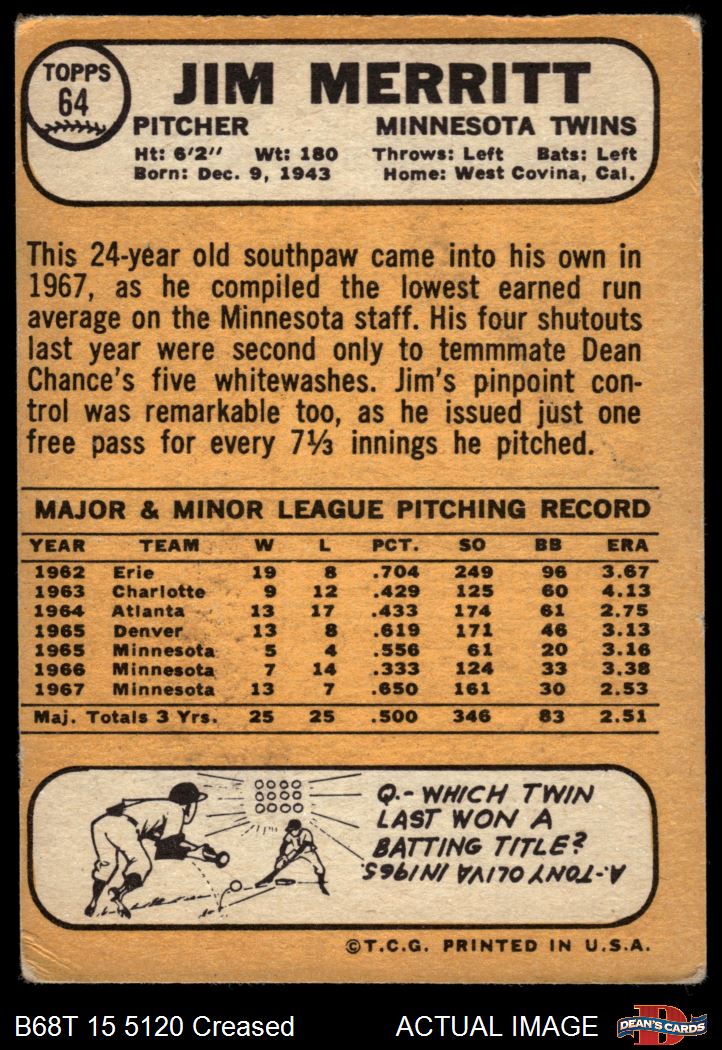 TOPPS
64
JIM MERRITT
PITCHER MINNESOTA TWINS
Ht: 6'2" Wt: 180 Throws: Left Bats: Left
Born: Dec. 9, 1943 Home: West Covina, Cal.
This 24-year old southpaw came into his own in
1967, as he compiled the lowest earned run
average on the Minnesota staff. His four shutouts
last year were second only to temmmate Dean
Chance's five whitewashes. Jim's pinpoint con-
trol was remarkable too, as he issued just one
free pass for every 7⅓ innings he pitched.
MAJOR & MINOR LEAGUE PITCHING RECORD
YEAR TEAM W L PCT. SO BB ERA
1962 Erie 19 8 .704 249 96 3.67
1963 Charlotte 9 12 .429 125 60 4.13
1964 Atlanta 13 17 .433 174 61 2.75
1965 Denver 13 8 .619 171 46 3.13
1965 Minnesota 5 4 .556 61 20 3.16
1966 Minnesota 7 14 .333 124 33 3.38
1967 Minnesota 13 7 .650 161 30 2.53
Maj. Totals 3 Yrs. 25 25 .500 346 83 2.51
Q.- WHICH TWIN
LAST WON A
BATTING TITLE?
A-TONY OLIVA IN 1965.
©T.C.G. PRINTED IN U.S.A.
B68T 15 5120 Creased ACTUAL IMAGE
D
DEAN'S CARDS